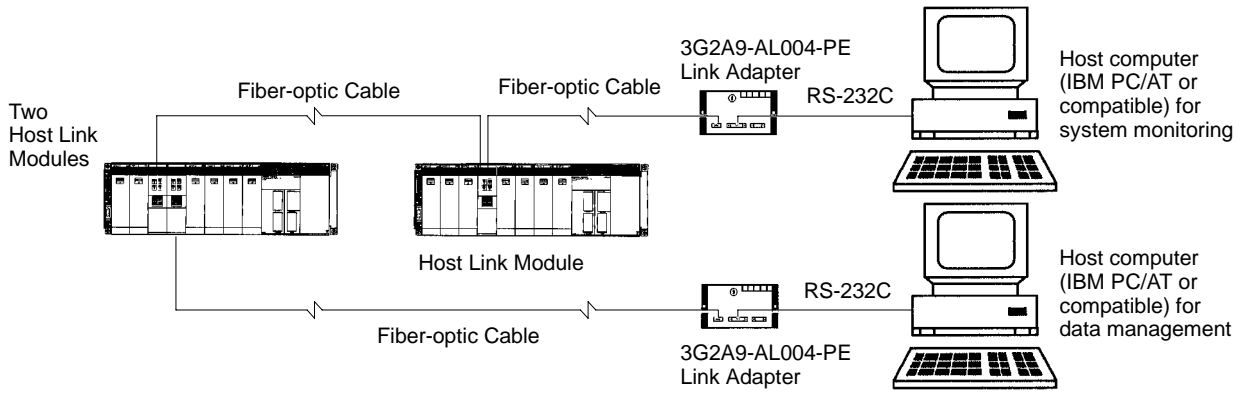 3G2A9-AL004-PE
Link Adapter
Fiber-optic Cable
Fiber-optic Cable
RS-232C
Host computer
(IBM PC/AT or
compatible) for
system monitoring
Two
Host Link
Modules
Host Link Module
Fiber-optic Cable
RS-232C
3G2A9-AL004-PE
Link Adapter
Host computer
(IBM PC/AT or
compatible) for
data management